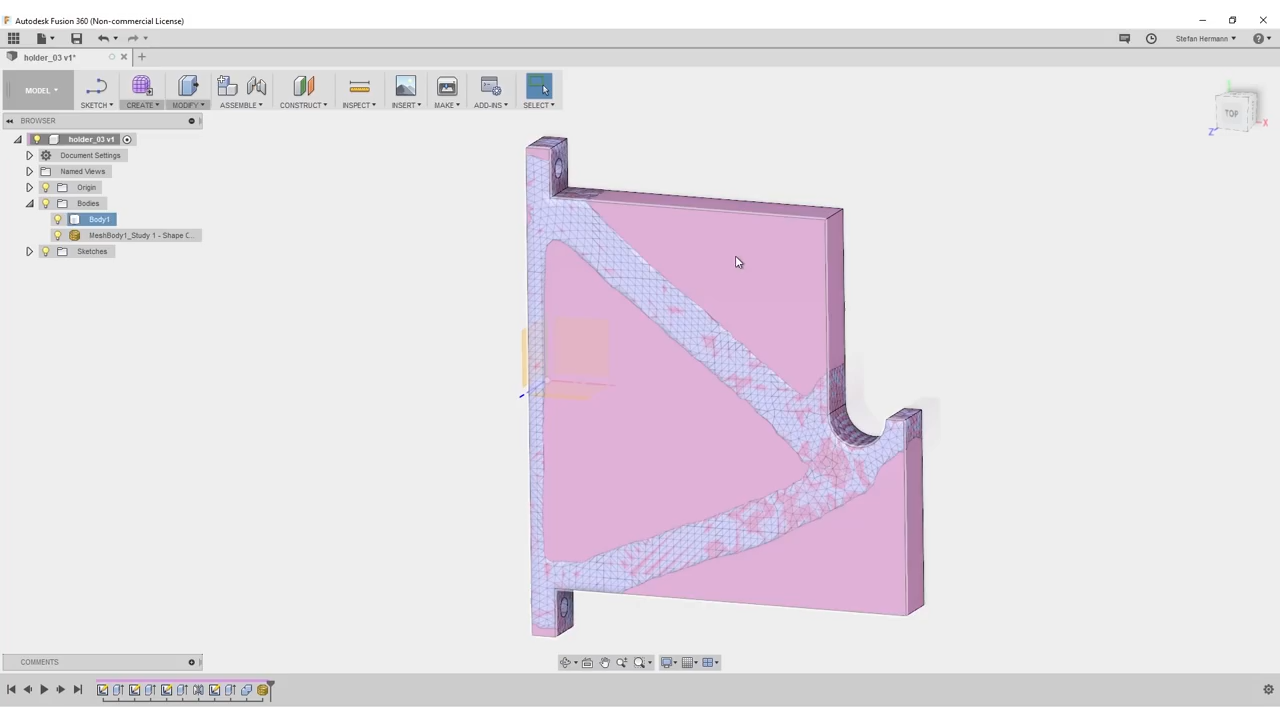 Autodesk Fusion 360 (Non-commercial License)
Stefan Hermann
holder_03 v1*
MODEL
SKETCH
CREATE
MODIFY
ASSEMBLE
CONSTRUCT
INSPECT
INSERT
MAKE
ADD-INS
SELECT
BROWSER
holder_03 v1
Document Settings
Named Views
Origin
Bodies
Body1
MeshBody1_Study 1 - Shape C...
Sketches
TOP
X
Z
COMMENTS